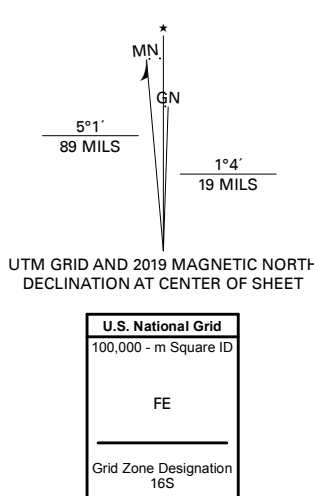 ★
MN
GN
5°1´
89 MILS
1°4´
19 MILS
UTM GRID AND 2019 MAGNETIC NORTH
DECLINATION AT CENTER OF SHEET
U.S. National Grid
100,000 - m Square ID
FE
Grid Zone Designation
16S